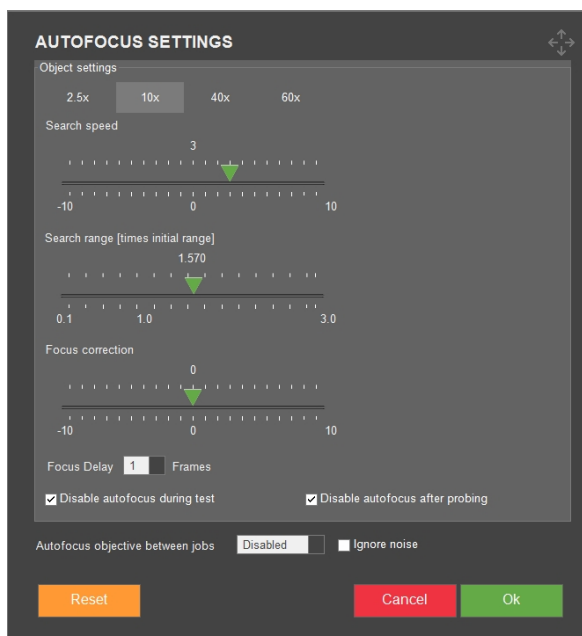 AUTOFOCUS SETTINGS
Object settings
2.5x 10x 40x 60x
Search speed
3
-10 0 10
Search range [times initial range]
1.570
0.1 1.0 3.0
Focus correction
0
-10 0 10
Focus Delay 1 Frames
Disable autofocus during test Disable autofocus after probing
Autofocus objective between jobs Disabled Ignore noise
Reset Cancel Ok